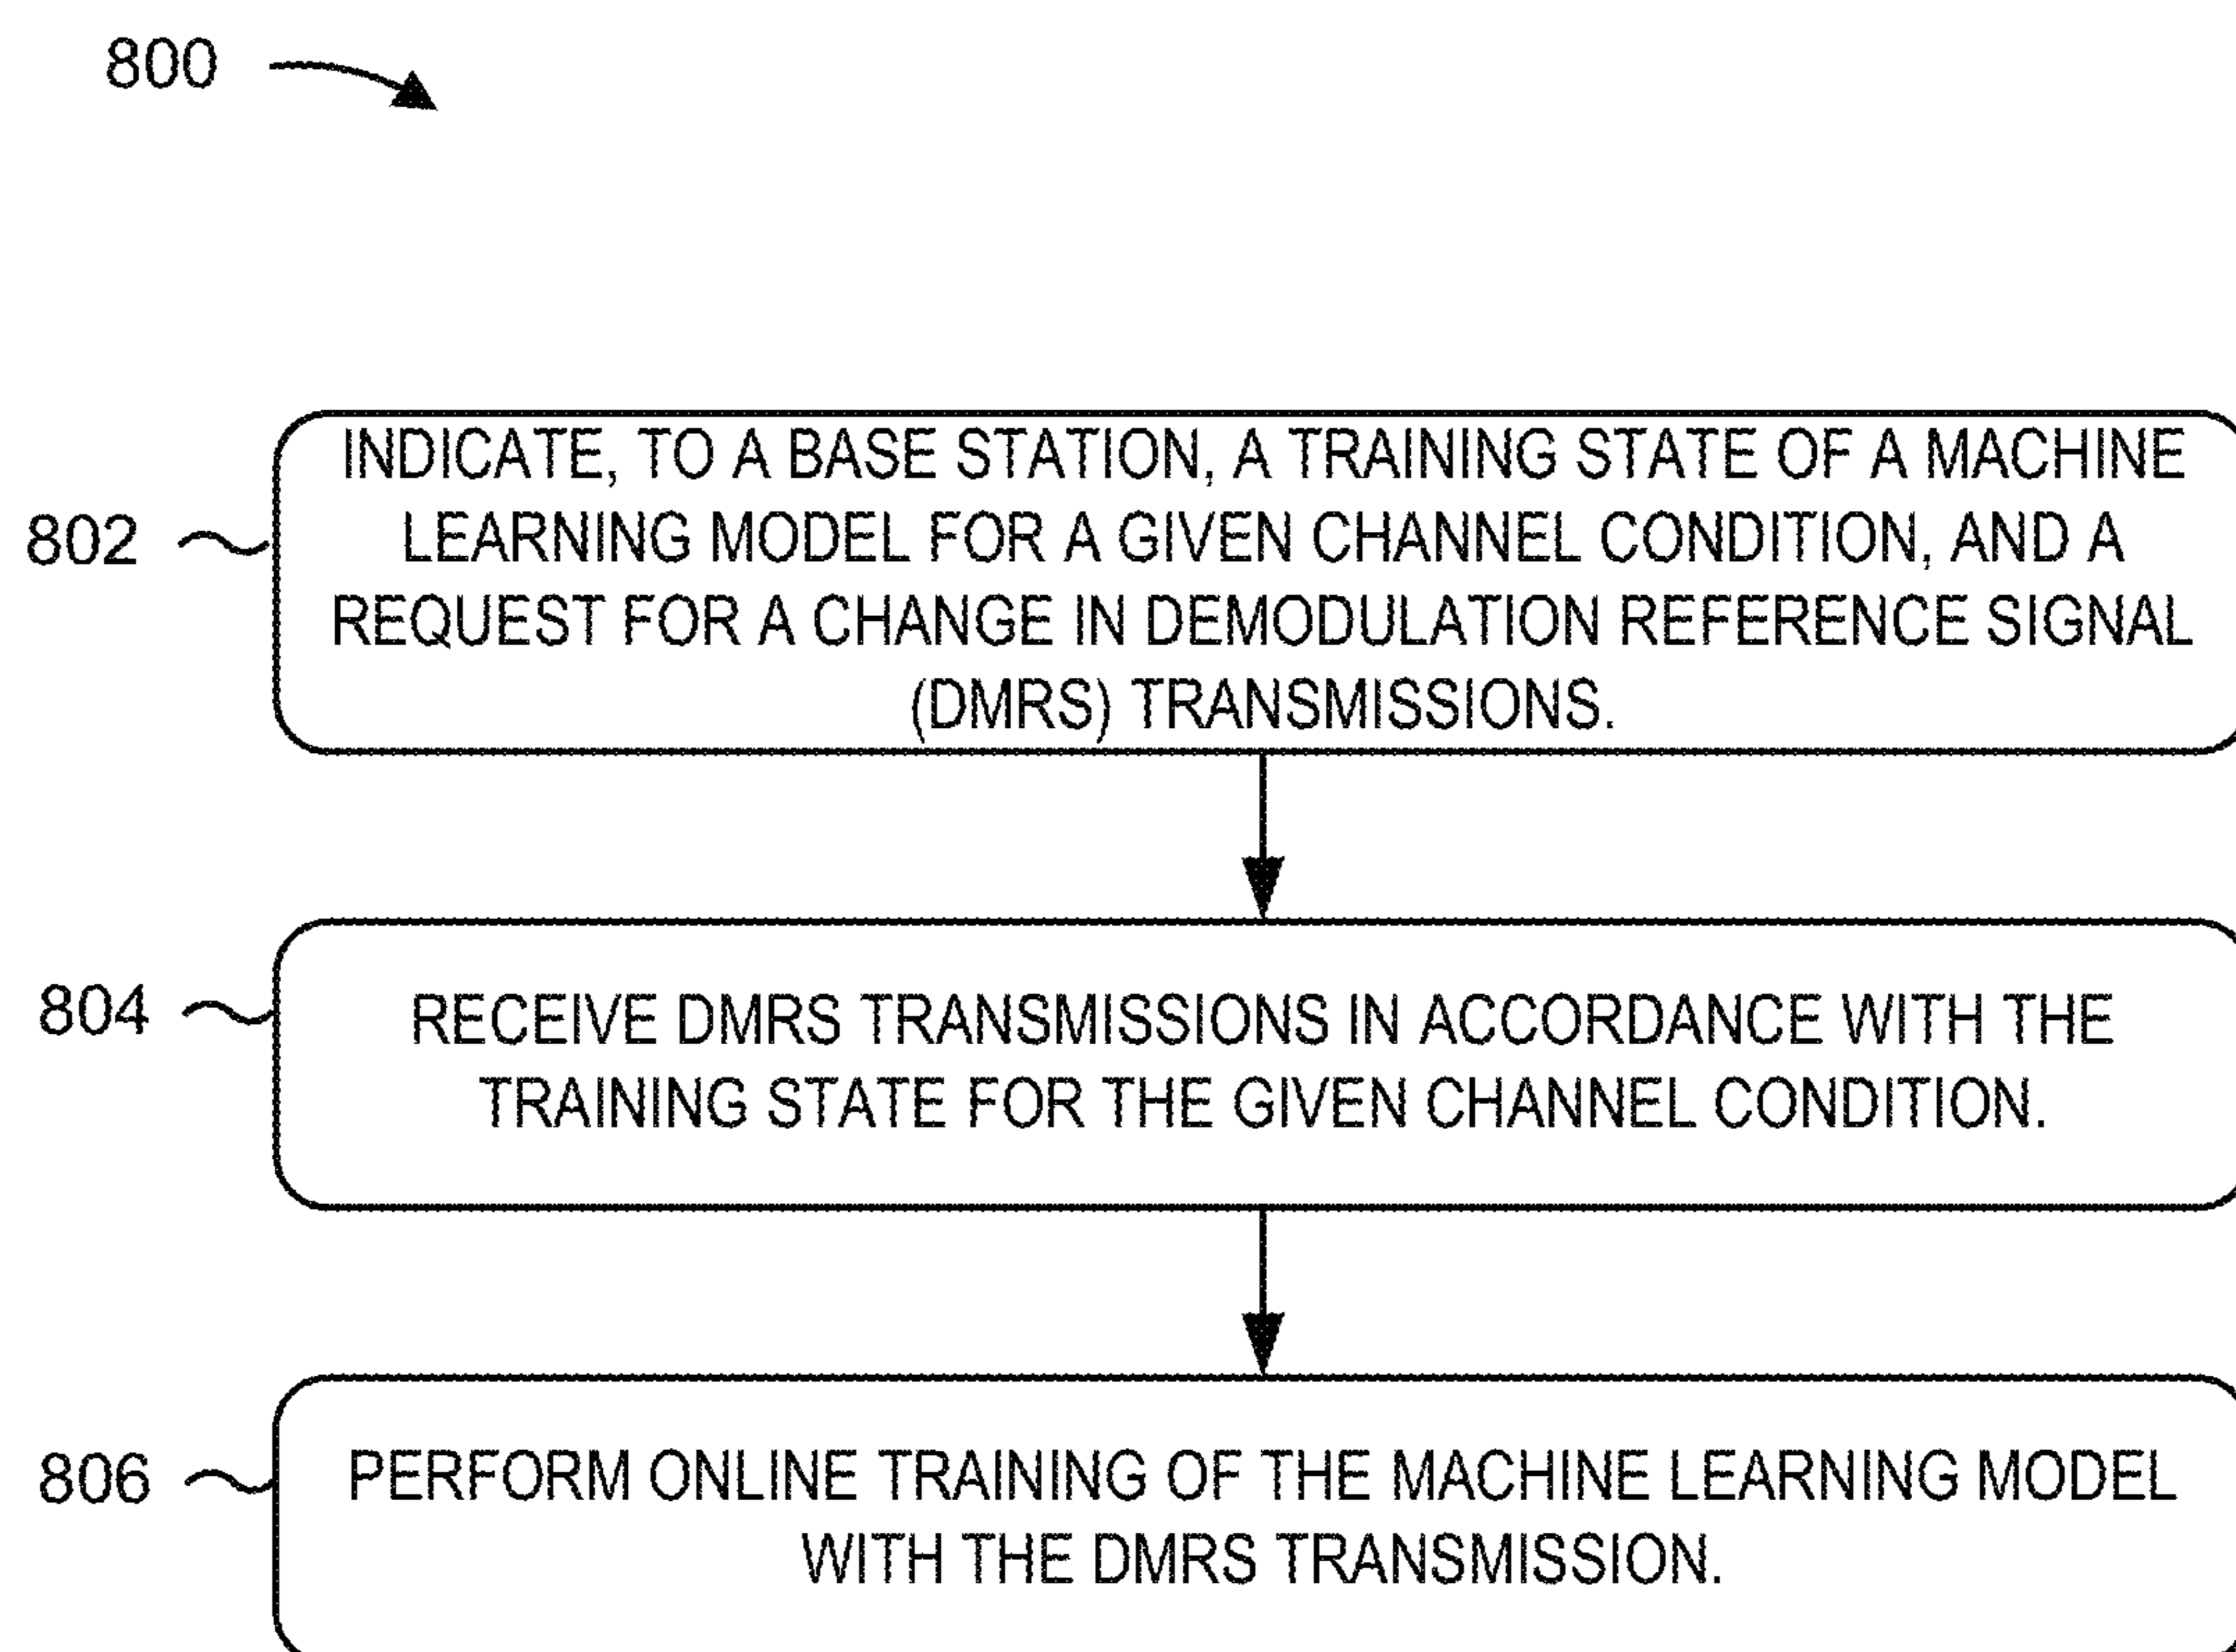 800
802
INDICATE, TO A BASE STATION, A TRAINING STATE OF A MACHINE
LEARNING MODEL FOR A GIVEN CHANNEL CONDITION, AND A
REQUEST FOR A CHANGE IN DEMODULATION REFERENCE SIGNAL
(DMRS) TRANSMISSIONS.
804
RECEIVE DMRS TRANSMISSIONS IN ACCORDANCE WITH THE
TRAINING STATE FOR THE GIVEN CHANNEL CONDITION.
806
PERFORM ONLINE TRAINING OF THE MACHINE LEARNING MODEL
WITH THE DMRS TRANSMISSION.